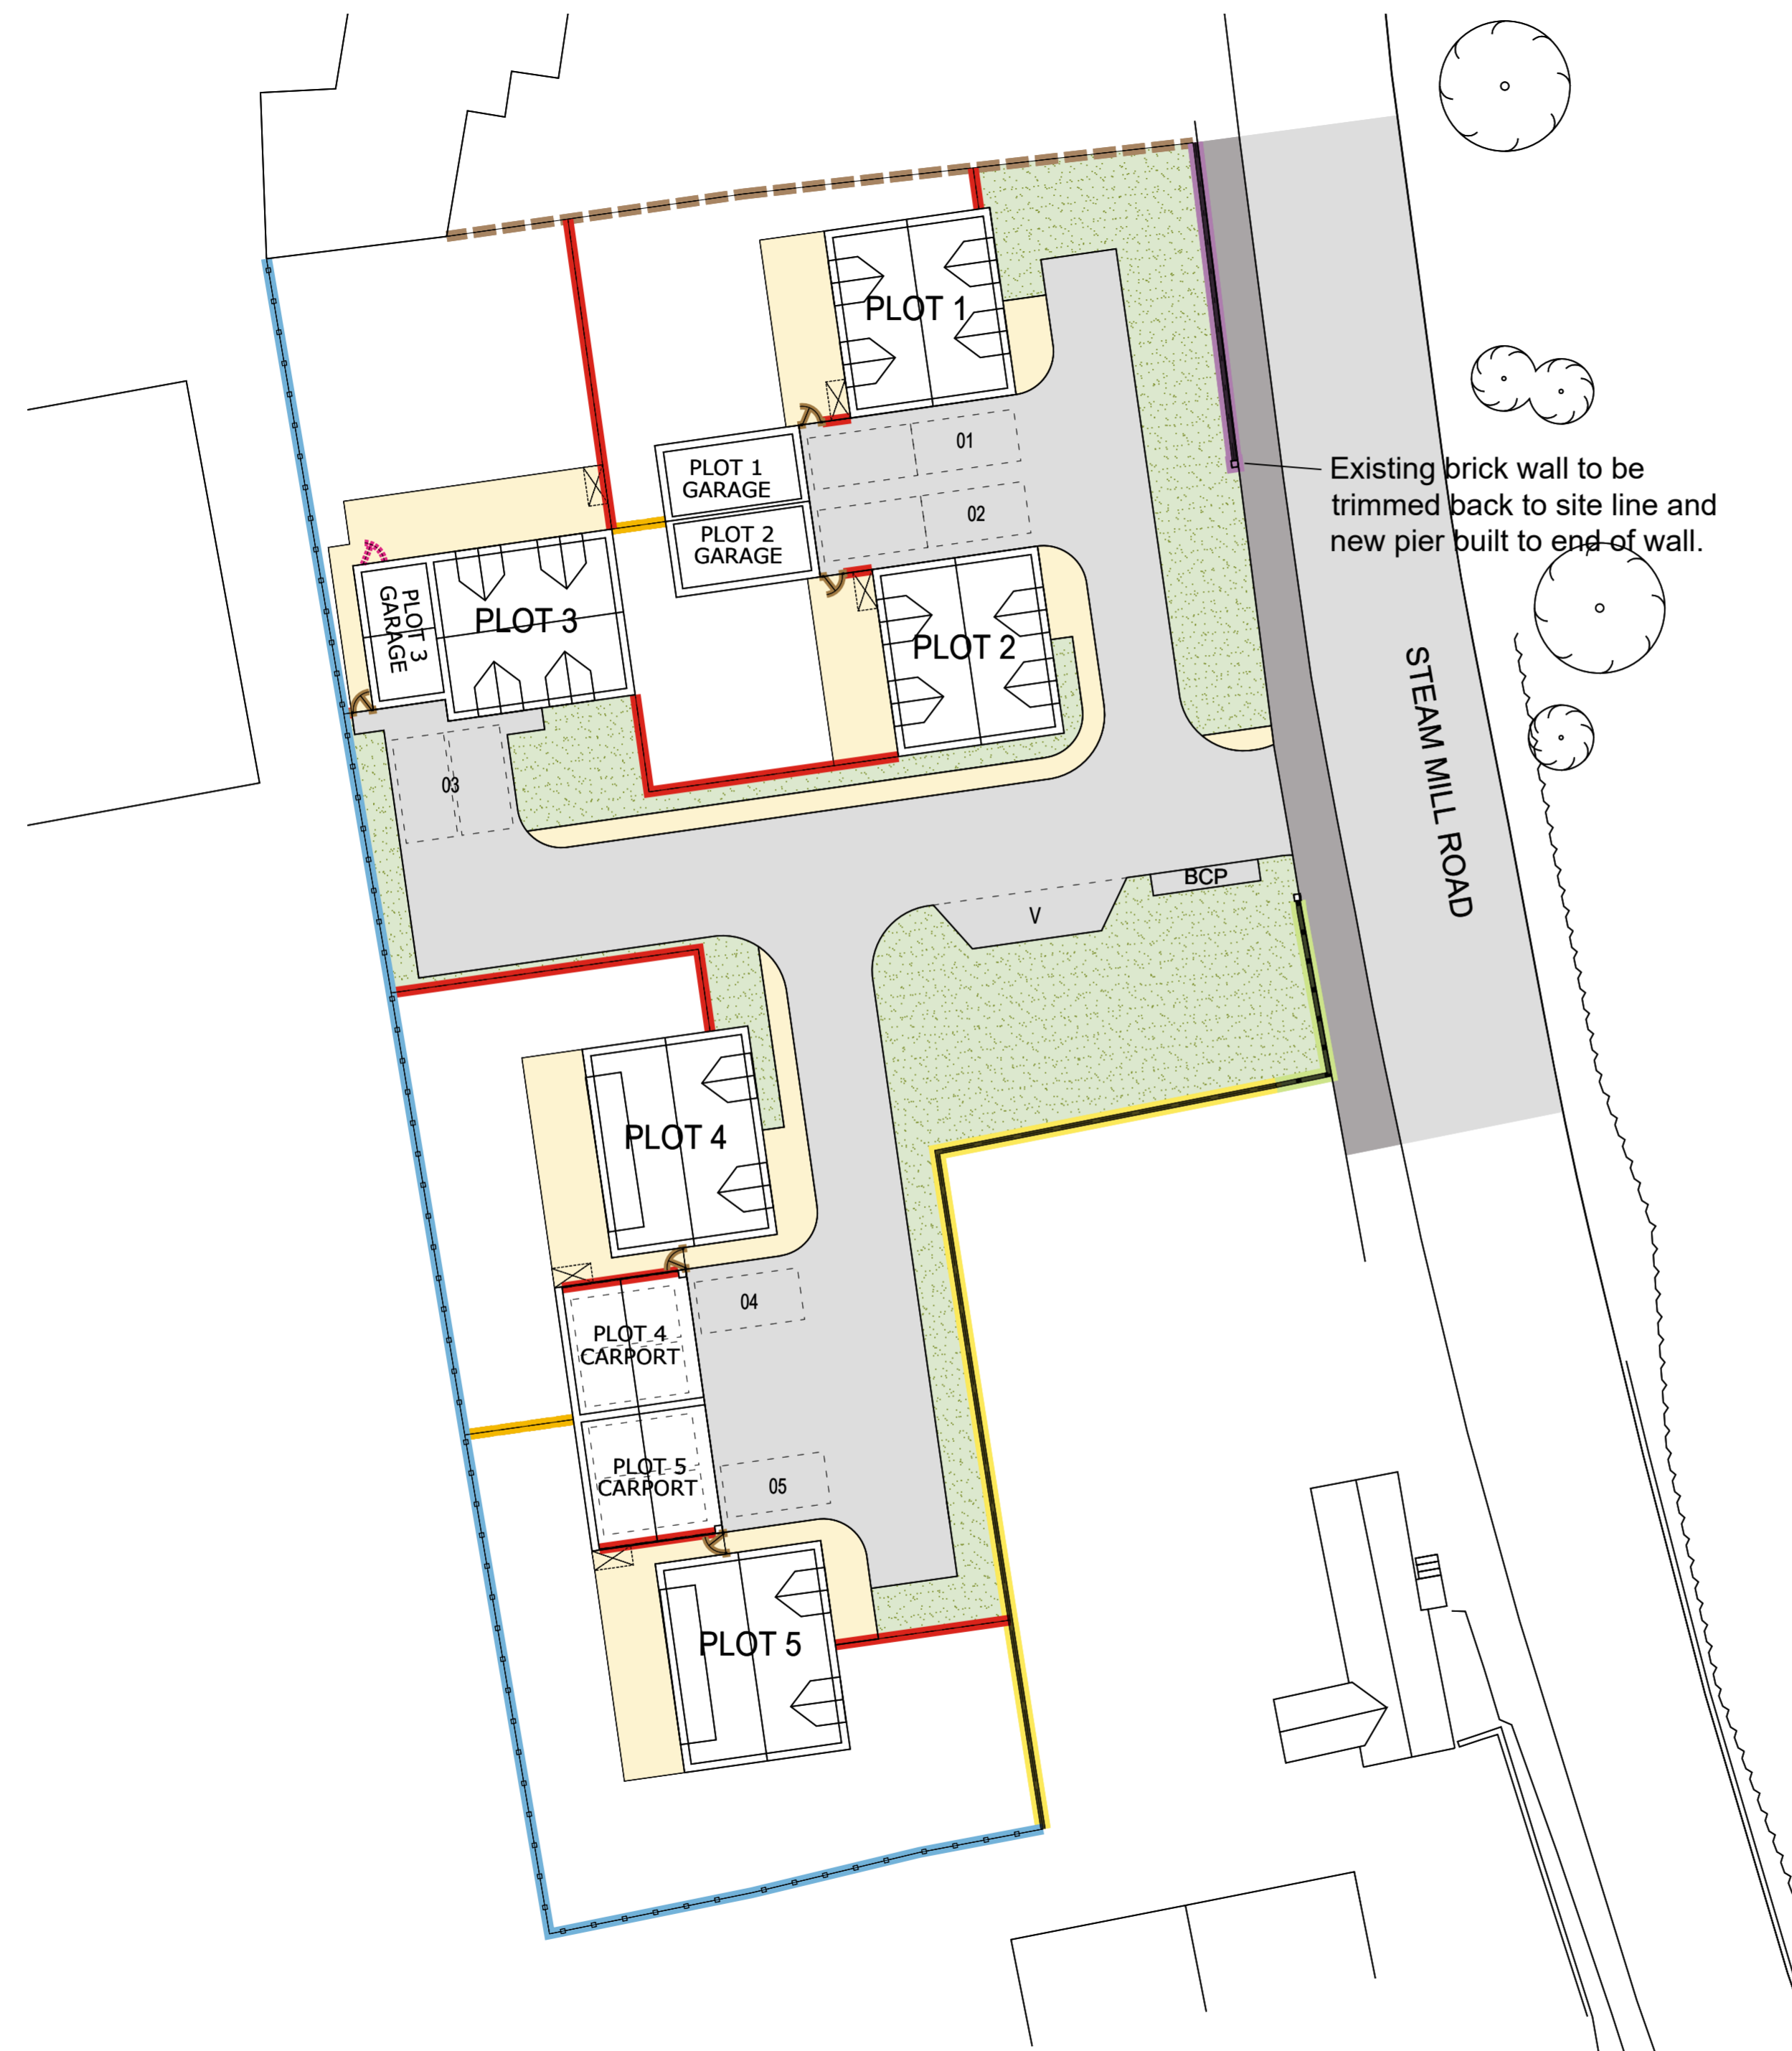 PLOT 1
01
PLOT 1
GARAGE
02
PLOT 2
GARAGE
Existing brick wall to be
trimmed back to site line and
new pier built to end of wall.
PLOT 3
GARAGE
PLOT 3
PLOT 2
STEAM MILL ROAD
03
BCP
V
PLOT 4
04
PLOT 4
CARPORT
PLOT 5
CARPORT
05
PLOT 5